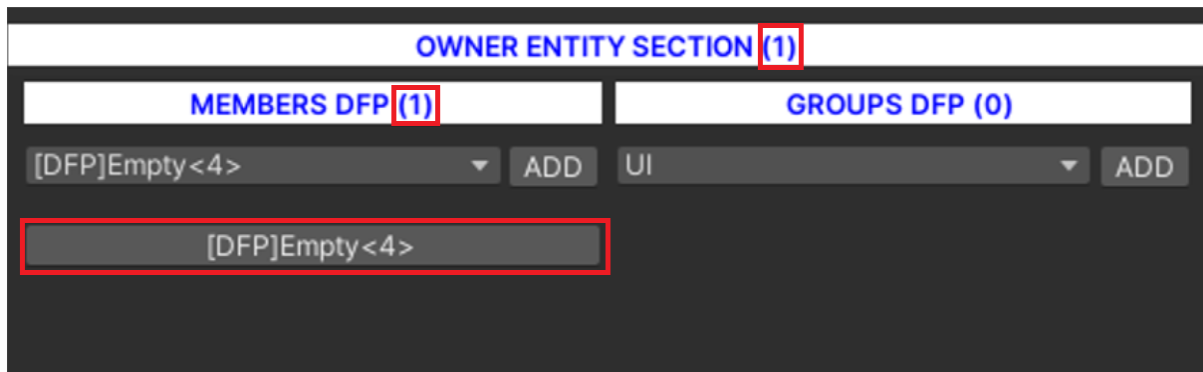 OWNER ENTITY SECTION (1)
MEMBERS DFP (1)
GROUPS DFP (0)
[DFP]Empty<4>
ADD
UI
ADD
[DFP]Empty<4>